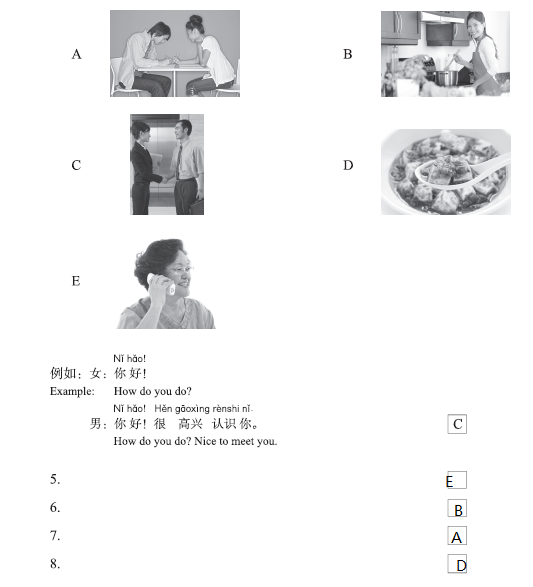 A
B
C
D
E
Nǐ hǎo!
例如：女：你 好！
Example: How do you do?
Nǐ hǎo! Hěn gāoxìng rènshi nǐ.
男：你 好！很 高兴 认识 你。
How do you do? Nice to meet you.
C
5. E
6. B
7. A
8. D